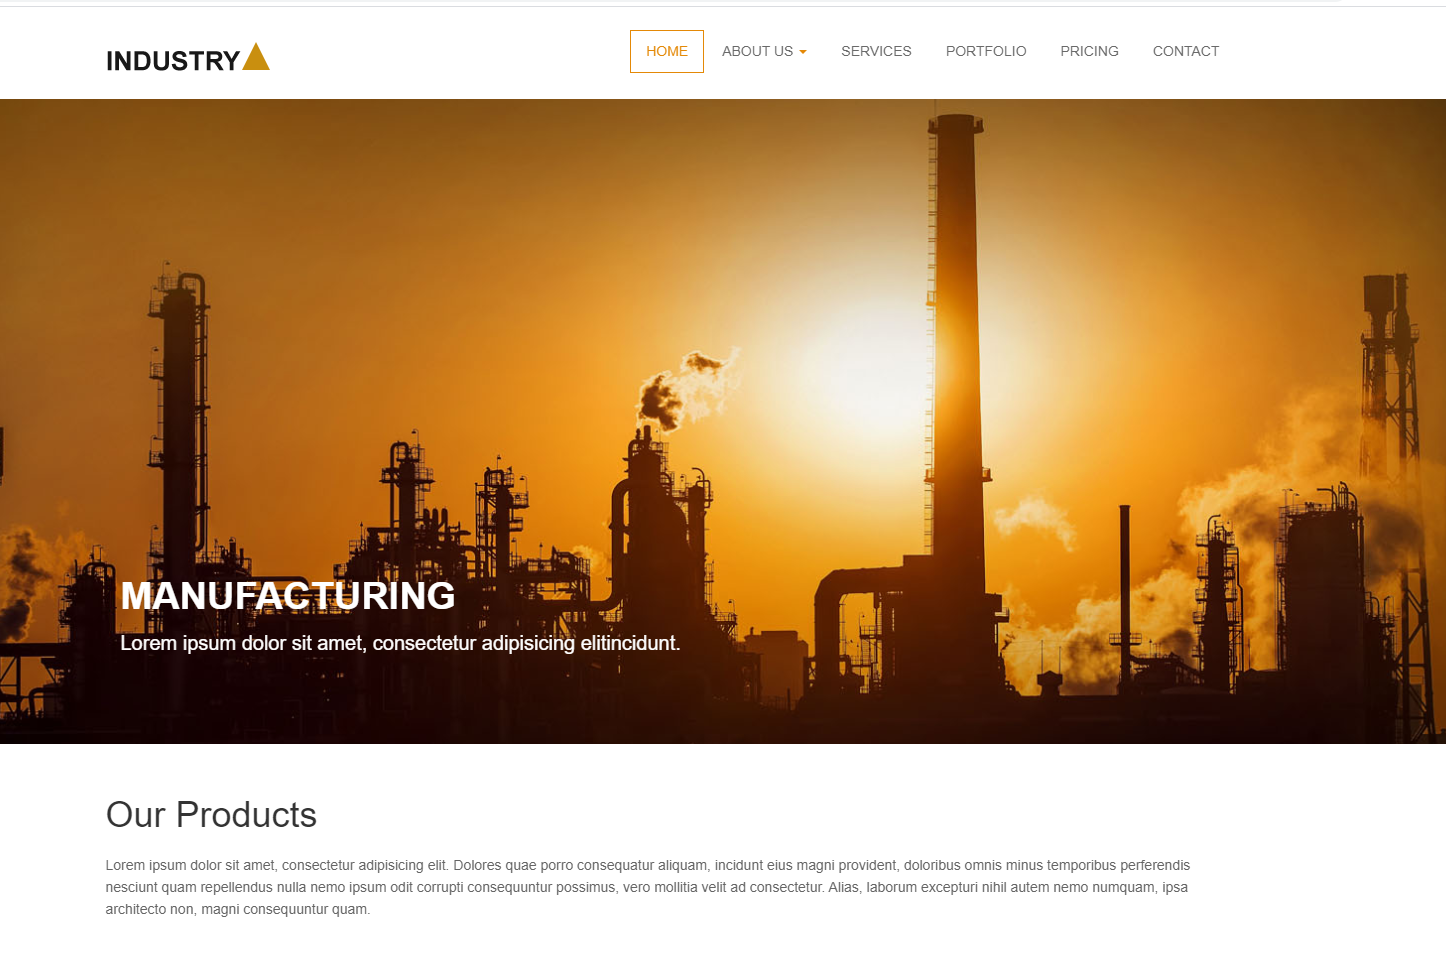 INDUSTRY
HOME ABOUT US SERVICES PORTFOLIO PRICING CONTACT
MANUFACTURING
Lorem ipsum dolor sit amet, consectetur adipisicing elitincidunt.
Our Products
Lorem ipsum dolor sit amet, consectetur adipisicing elit. Dolores quae porro consequatur aliquam, incidunt eius magni provident, doloribus omnis minus temporibus perferendis
nesciunt quam repellendus nulla nemo ipsum odit corrupti consequuntur possimus, vero mollitia velit ad consectetur. Alias, laborum excepturi nihil autem nemo numquam, ipsa
architecto non, magni consequuntur quam.